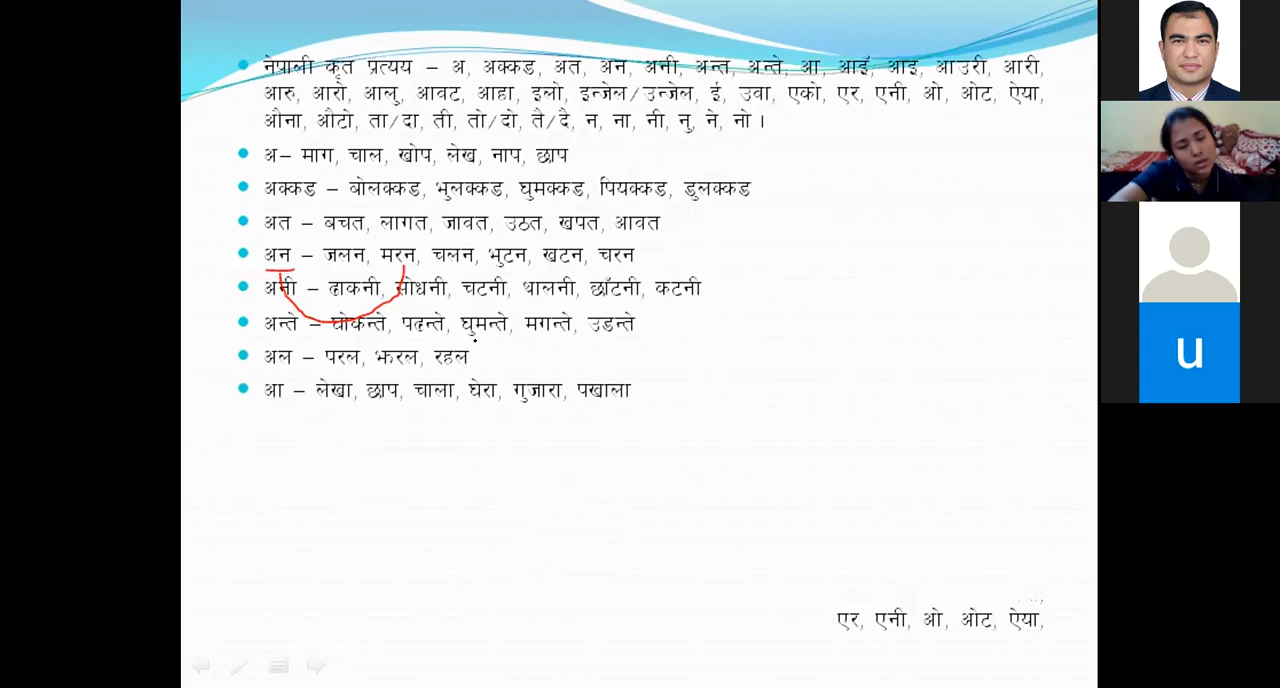 नेपाली कृत प्रत्यय – अ, अक्कड, अत, अन, अनी, अन्त, अन्ते, आ, आइँ, आइ, आउरी, आरी,
आरु, आरो, आलु, आवट, आहा, इलो, इन्जेल/उन्जेल, ई, उवा, एको, एर, एनी, ओ, ओट, ऐया,
औना, औटो, ता/दा, ती, तो/दो, तै/दै, न, ना, नी, नु, ने, नो ।
अ– माग, चाल, खोप, लेख, नाप, छाप
अक्कड – बोलक्कड, भुलक्कड, घुमक्कड, पियक्कड, डुलक्कड
अत – बचत, लागत, जावत, उठत, खपत, आवत
अन – जलन, मरन, चलन, भुटन, खटन, चरन
अनी – ढाकनी, सोधनी, चटनी, थालनी, छाँटनी, कटनी
अन्ते – घोकन्ते, पढन्ते, घुमन्ते, मगन्ते, उडन्ते
अल – परल, झरल, रहल
आ – लेखा, छाप, चाला, घेरा, गुजारा, पखाला
एर, एनी, ओ, ओट, ऐया,
u